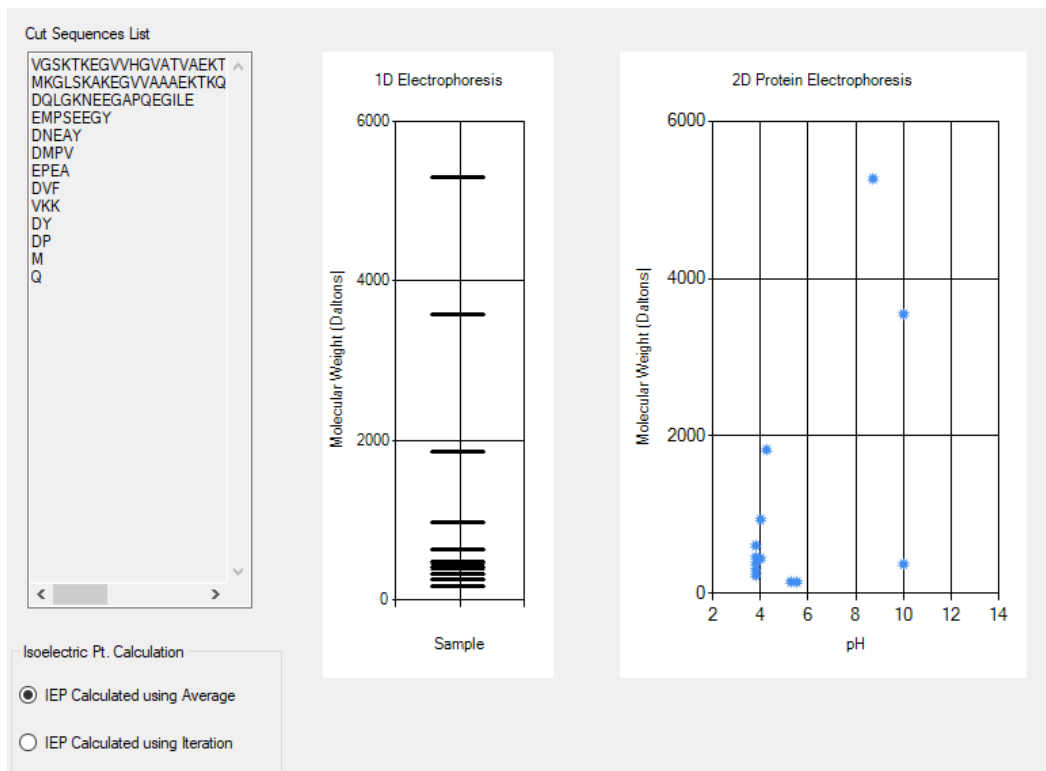 Cut Sequences List
VGSKTKEGVVHGVATVAEKT
MKGLSKAKEGVVAAAEKTKQ
DQLGKNEEGAPQEGILE
EMPSEEGY
DNEAY
DMPV
EPEA
DVF
VKK
DY
DP
M
Q
1D Electrophoresis
6000
4000
2000
0
Molecular Weight (Daltons|
Sample
2D Protein Electrophoresis
6000
4000
2000
0
Molecular Weight (Daltons|
2 4 6 8 10 12 14
pH
Isoelectric Pt. Calculation
IEP Calculated using Average
IEP Calculated using Iteration